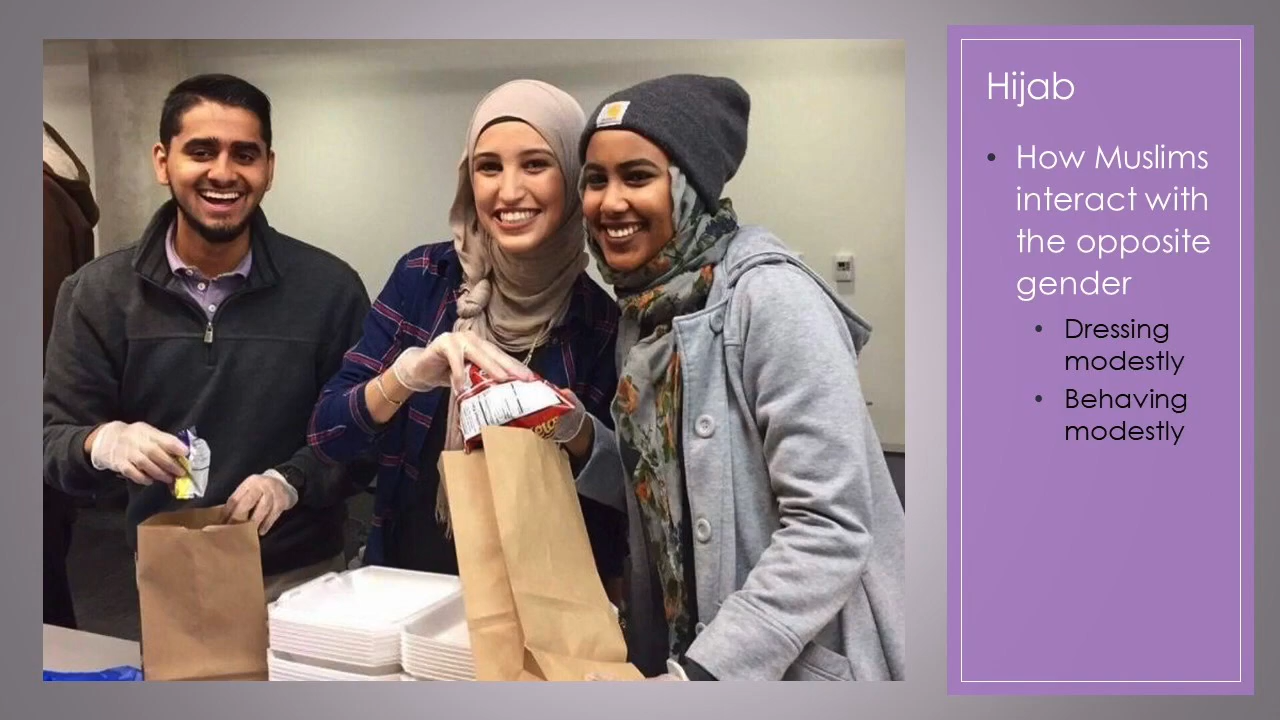 Hijab
How Muslims
interact with
the opposite
gender
Dressing
modestly
Behaving
modestly